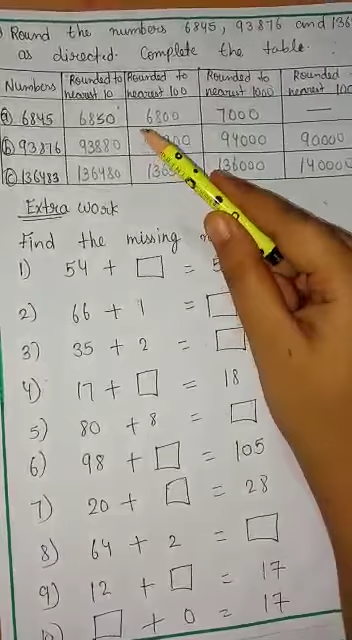 Round the numbers 6845, 93876 and 136
as directed. Complete the table.
Numbers Rounded to nearest 10 Rounded to nearest 100 Rounded to nearest 1000 Rounded nearest 100
(a) 6845 6850 6800 7000 —
(b) 93876 93880 94000 90000
(c) 136483 136480 136000 140000
Extra work
Find the missing
1) 54 + □ =
2) 66 + 1 = □
3) 35 + 2 = □
4) 17 + □ = 18
5) 80 + 8 = □
6) 98 + □ = 105
7) 20 + □ = 28
8) 64 + 2 = □
9) 12 + □ = 17
□ + 0 = 17